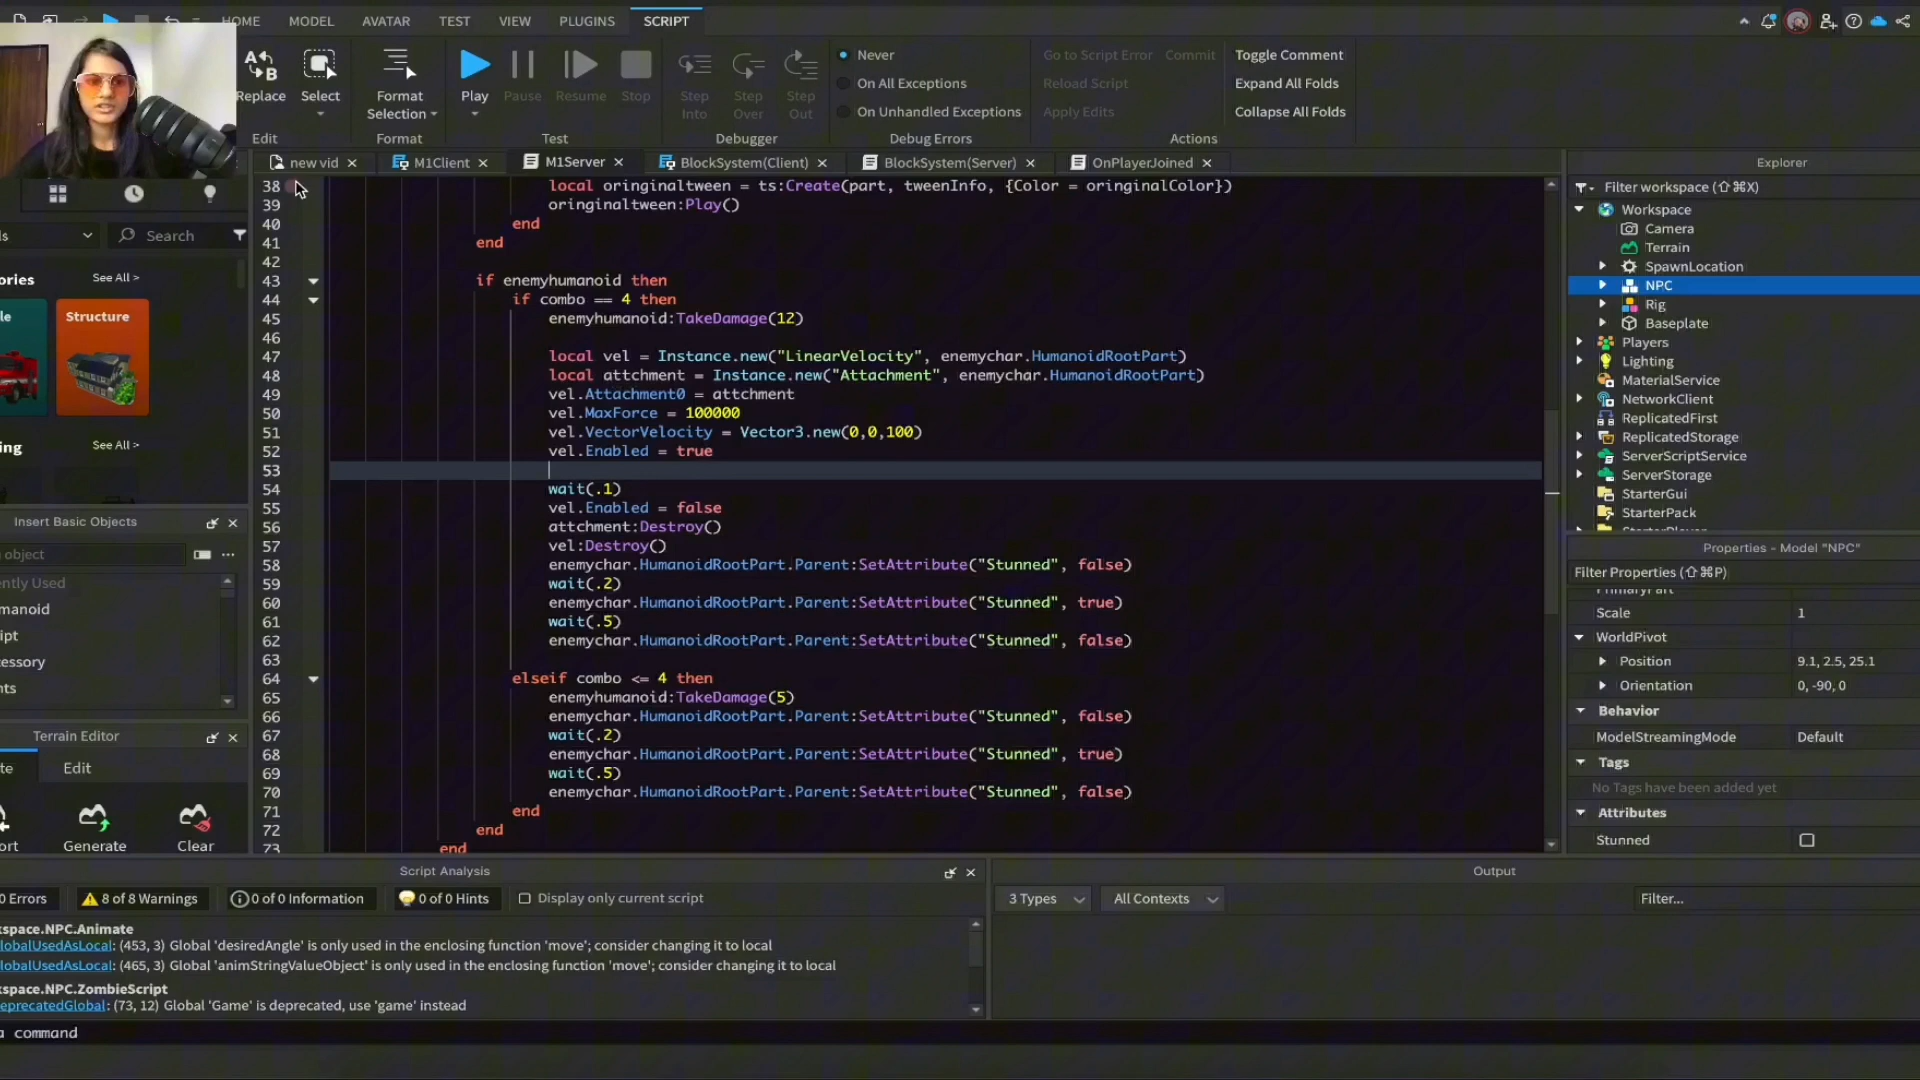 HOME MODEL AVATAR TEST VIEW PLUGINS SCRIPT
Replace
Select
Edit
Format
Selection
Format
Play
Pause
Resume
Stop
Test
Step
Into
Step
Over
Step
Out
Debugger
Never
On All Exceptions
On Unhandled Exceptions
Debug Errors
Go to Script Error
Commit
Reload Script
Apply Edits
Toggle Comment
Expand All Folds
Collapse All Folds
Actions
new vid
M1Client
M1Server
BlockSystem(Client)
BlockSystem(Server)
OnPlayerJoined
Search
See All >
Structure
See All >
Insert Basic Objects
object
ently Used
manoid
ipt
cessory
nts
Terrain Editor
Edit
ort
Generate
Clear
38 local oringinaltween = ts:Create(part, tweenInfo, {Color = oringinalColor})
39 oringinaltween:Play()
40 end
41 end
42
43 if enemyhumanoid then
44 if combo == 4 then
45 enemyhumanoid:TakeDamage(12)
46
47 local vel = Instance.new("LinearVelocity", enemychar.HumanoidRootPart)
48 local attchment = Instance.new("Attachment", enemychar.HumanoidRootPart)
49 vel.Attachment0 = attchment
50 vel.MaxForce = 100000
51 vel.VectorVelocity = Vector3.new(0,0,100)
52 vel.Enabled = true
53
54 wait(.1)
55 vel.Enabled = false
56 attchment:Destroy()
57 vel:Destroy()
58 enemychar.HumanoidRootPart.Parent:SetAttribute("Stunned", false)
59 wait(.2)
60 enemychar.HumanoidRootPart.Parent:SetAttribute("Stunned", true)
61 wait(.5)
62 enemychar.HumanoidRootPart.Parent:SetAttribute("Stunned", false)
63
64 elseif combo <= 4 then
65 enemyhumanoid:TakeDamage(5)
66 enemychar.HumanoidRootPart.Parent:SetAttribute("Stunned", false)
67 wait(.2)
68 enemychar.HumanoidRootPart.Parent:SetAttribute("Stunned", true)
69 wait(.5)
70 enemychar.HumanoidRootPart.Parent:SetAttribute("Stunned", false)
71 end
72 end
73 end
Explorer
Filter workspace (⇧⌘X)
Workspace
Camera
Terrain
SpawnLocation
NPC
Rig
Baseplate
Players
Lighting
MaterialService
NetworkClient
ReplicatedFirst
ReplicatedStorage
ServerScriptService
ServerStorage
StarterGui
StarterPack
StarterPlayer
Properties - Model "NPC"
Filter Properties (⇧⌘P)
PrimaryPart
Scale 1
WorldPivot
Position 9.1, 2.5, 25.1
Orientation 0, -90, 0
Behavior
ModelStreamingMode Default
Tags
No Tags have been added yet
Attributes
Stunned
Script Analysis
0 Errors
8 of 8 Warnings
0 of 0 Information
0 of 0 Hints
Display only current script
kspace.NPC.Animate
lobalUsedAsLocal: (453, 3) Global 'desiredAngle' is only used in the enclosing function 'move'; consider changing it to local
lobalUsedAsLocal: (465, 3) Global 'animStringValueObject' is only used in the enclosing function 'move'; consider changing it to local
kspace.NPC.ZombieScript
eprecatedGlobal: (73, 12) Global 'Game' is deprecated, use 'game' instead
a command
Output
3 Types
All Contexts
Filter...